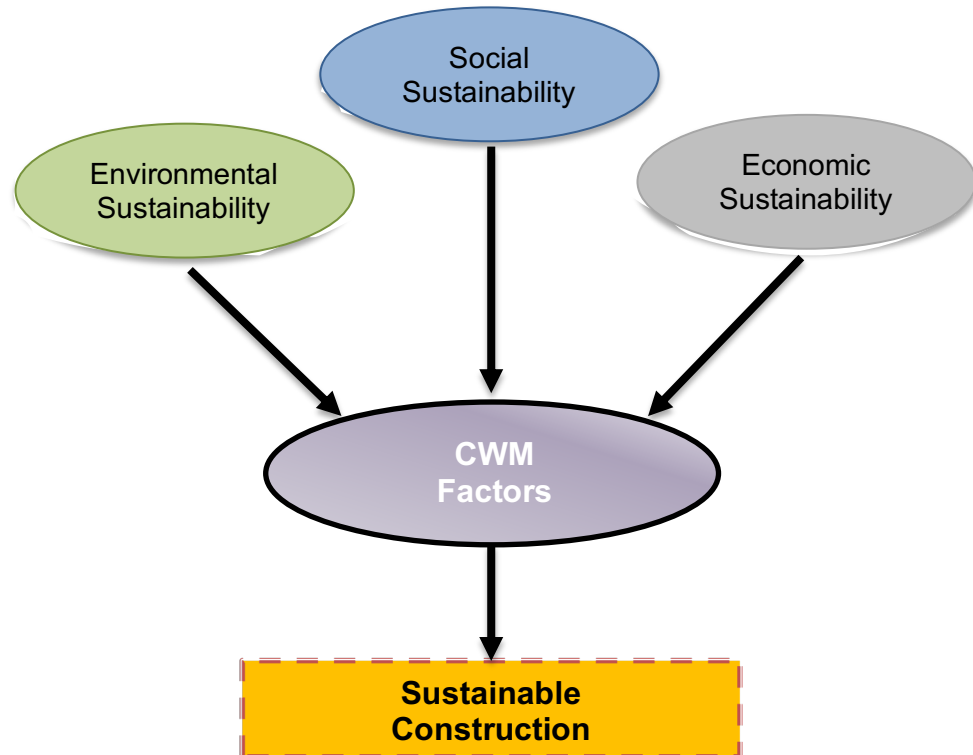 Social
Sustainability
Environmental
Sustainability
Economic
Sustainability
CWM
Factors
Sustainable
Construction